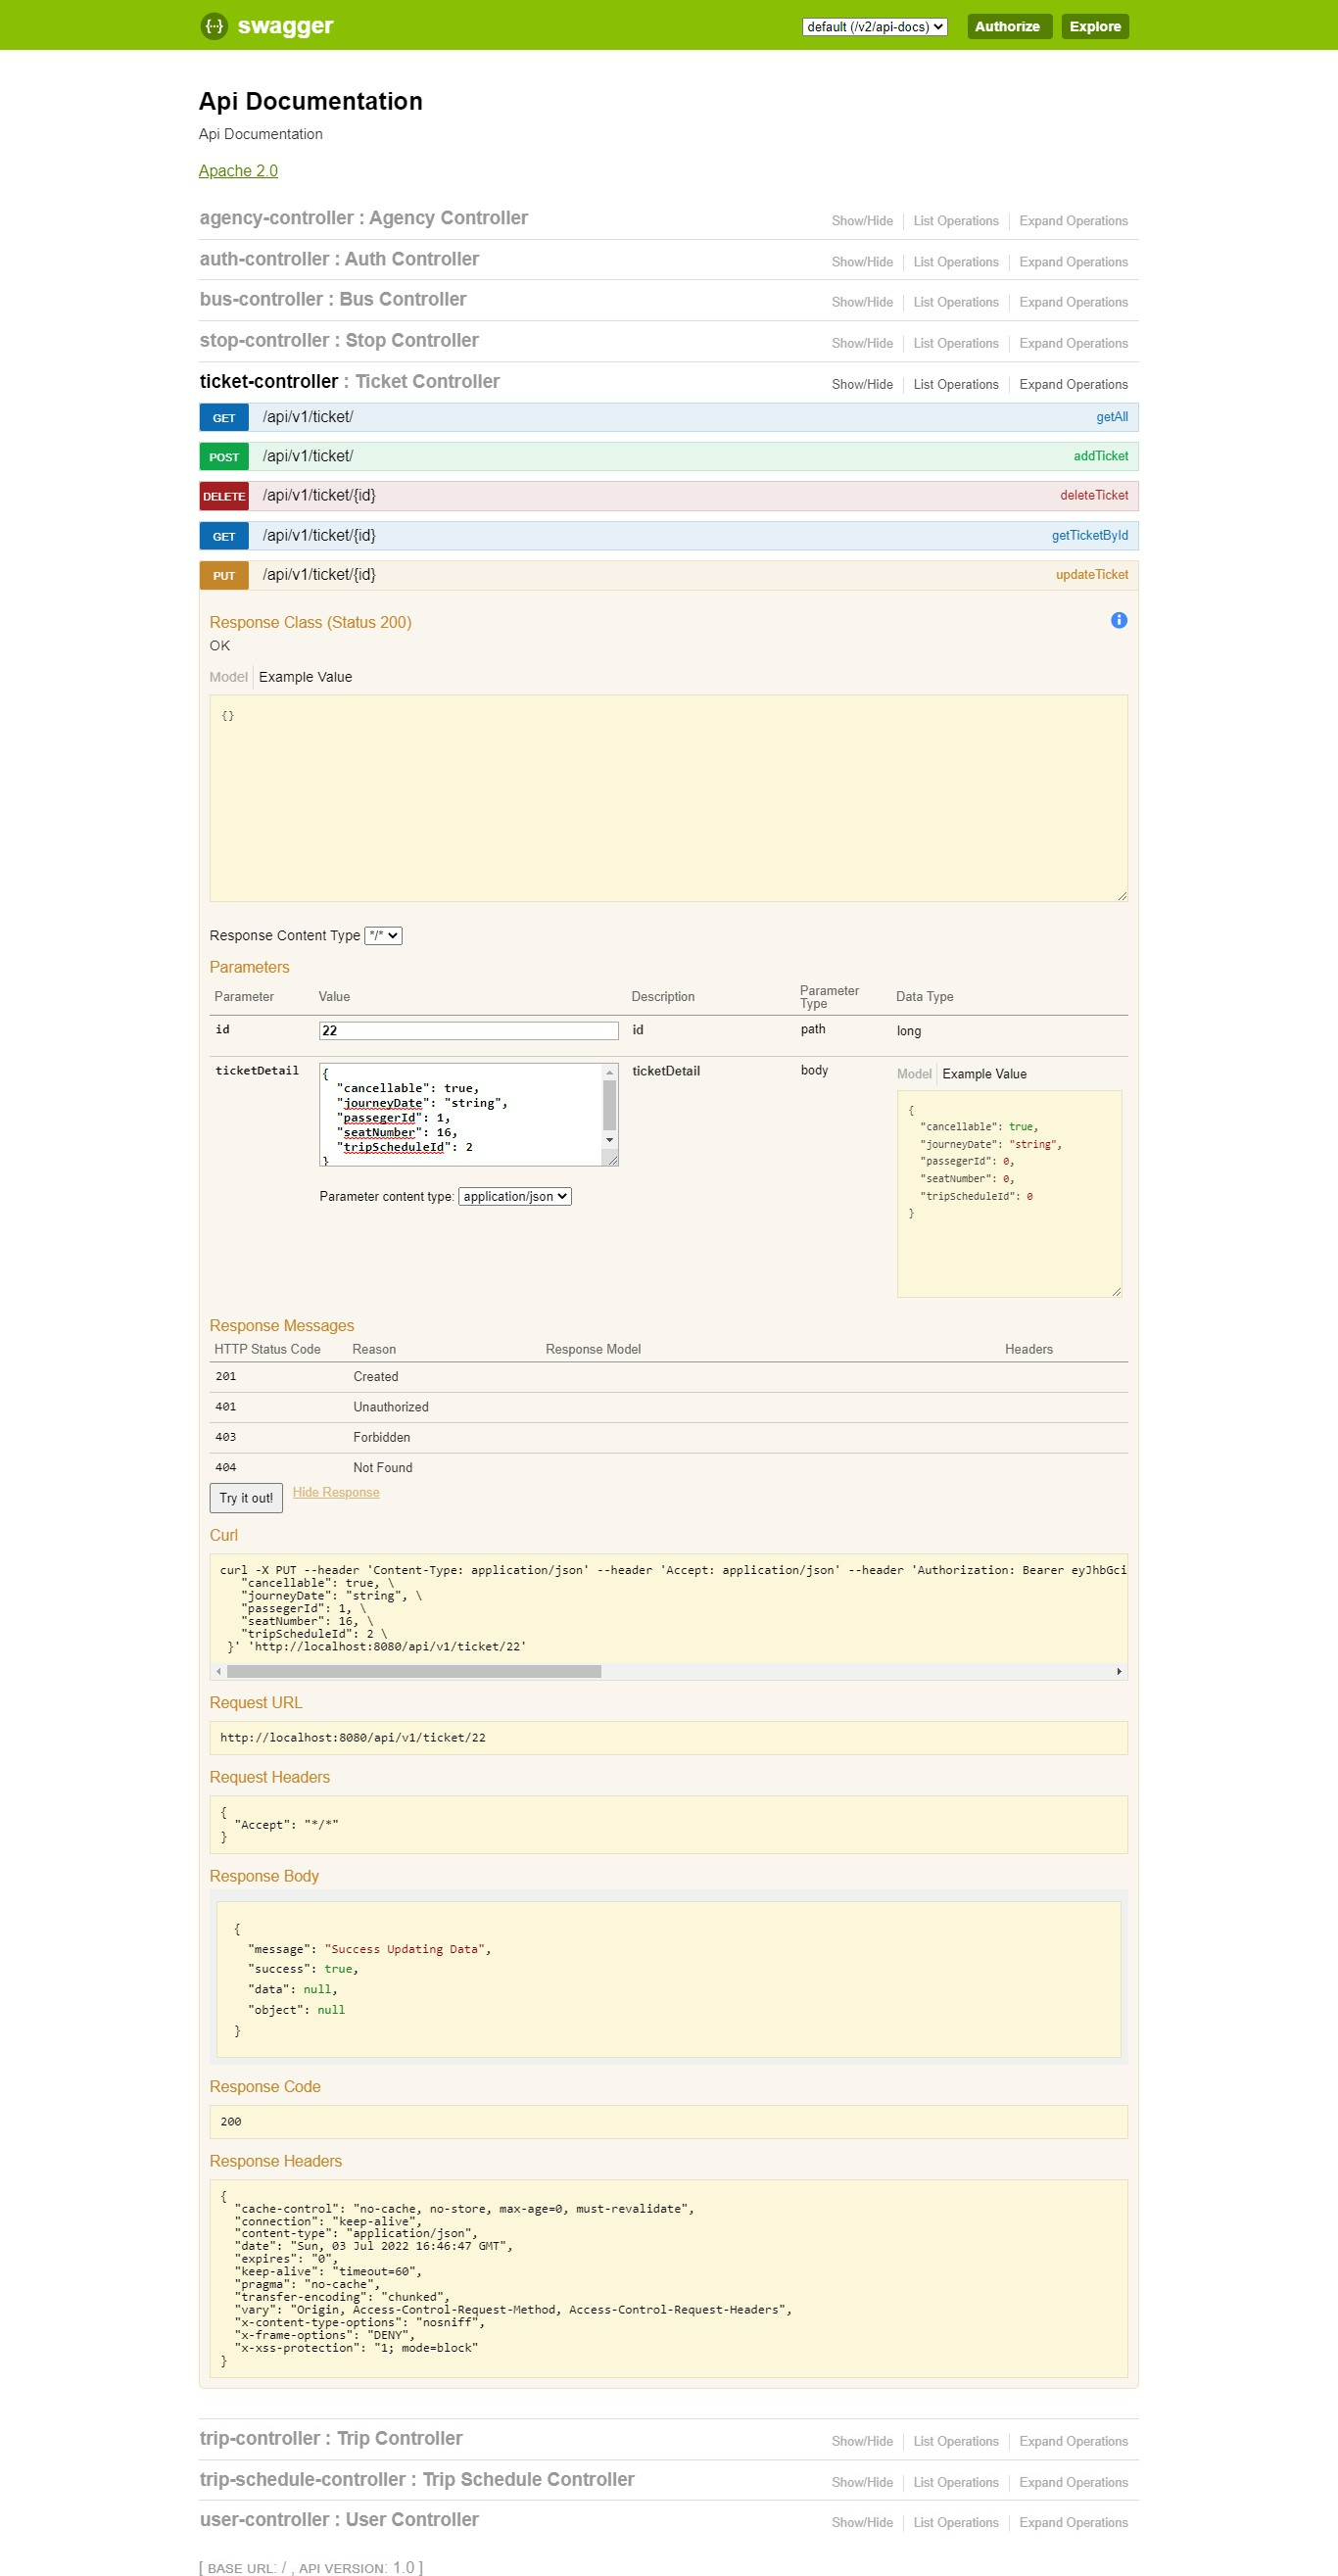 {···} swagger default (/v2/api-docs) Authorize Explore
Api Documentation
Api Documentation
Apache 2.0
agency-controller : Agency Controller Show/Hide List Operations Expand Operations
auth-controller : Auth Controller Show/Hide List Operations Expand Operations
bus-controller : Bus Controller Show/Hide List Operations Expand Operations
stop-controller : Stop Controller Show/Hide List Operations Expand Operations
ticket-controller : Ticket Controller Show/Hide List Operations Expand Operations
GET /api/v1/ticket/ getAll
POST /api/v1/ticket/ addTicket
DELETE /api/v1/ticket/{id} deleteTicket
GET /api/v1/ticket/{id} getTicketById
PUT /api/v1/ticket/{id} updateTicket
Response Class (Status 200)
OK
Model Example Value
{}
Response Content Type */*
Parameters
Parameter Value Description Parameter Type Data Type
id 22 id path long
ticketDetail ticketDetail body
{
"cancellable": true,
"journeyDate": "string",
"passegerId": 1,
"seatNumber": 16,
"tripScheduleId": 2
}
Parameter content type: application/json
Model Example Value
{
"cancellable": true,
"journeyDate": "string",
"passegerId": 0,
"seatNumber": 0,
"tripScheduleId": 0
}
Response Messages
HTTP Status Code Reason Response Model Headers
201 Created
401 Unauthorized
403 Forbidden
404 Not Found
Try it out! Hide Response
Curl
curl -X PUT --header 'Content-Type: application/json' --header 'Accept: application/json' --header 'Authorization: Bearer eyJhbGci
"cancellable": true, \
"journeyDate": "string", \
"passegerId": 1, \
"seatNumber": 16, \
"tripScheduleId": 2 \
}' 'http://localhost:8080/api/v1/ticket/22'
Request URL
http://localhost:8080/api/v1/ticket/22
Request Headers
{
"Accept": "*/*"
}
Response Body
{
"message": "Success Updating Data",
"success": true,
"data": null,
"object": null
}
Response Code
200
Response Headers
{
"cache-control": "no-cache, no-store, max-age=0, must-revalidate",
"connection": "keep-alive",
"content-type": "application/json",
"date": "Sun, 03 Jul 2022 16:46:47 GMT",
"expires": "0",
"keep-alive": "timeout=60",
"pragma": "no-cache",
"transfer-encoding": "chunked",
"vary": "Origin, Access-Control-Request-Method, Access-Control-Request-Headers",
"x-content-type-options": "nosniff",
"x-frame-options": "DENY",
"x-xss-protection": "1; mode=block"
}
trip-controller : Trip Controller Show/Hide List Operations Expand Operations
trip-schedule-controller : Trip Schedule Controller Show/Hide List Operations Expand Operations
user-controller : User Controller Show/Hide List Operations Expand Operations
[ BASE URL: / , API VERSION: 1.0 ]